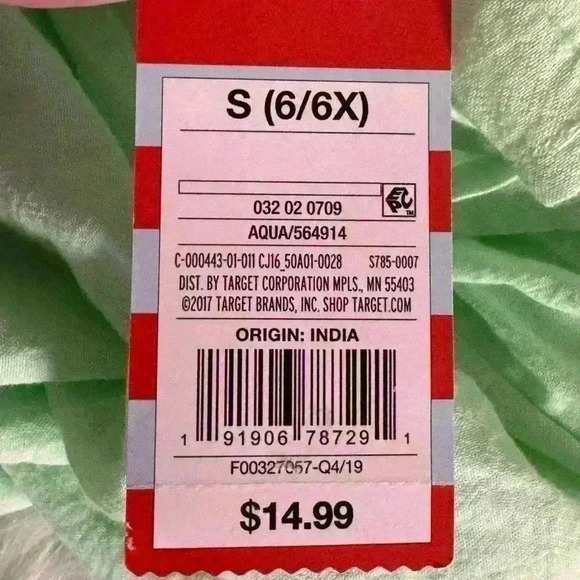 S (6/6X)
EPC™
032 02 0709
AQUA/564914
C-000443-01-011 CJ16_50A01-0028 S785-0007
DIST. BY TARGET CORPORATION MPLS., MN 55403
©2017 TARGET BRANDS, INC. SHOP TARGET.COM
ORIGIN: INDIA
1 91906 78729 1
F00327057-Q4/19
$14.99